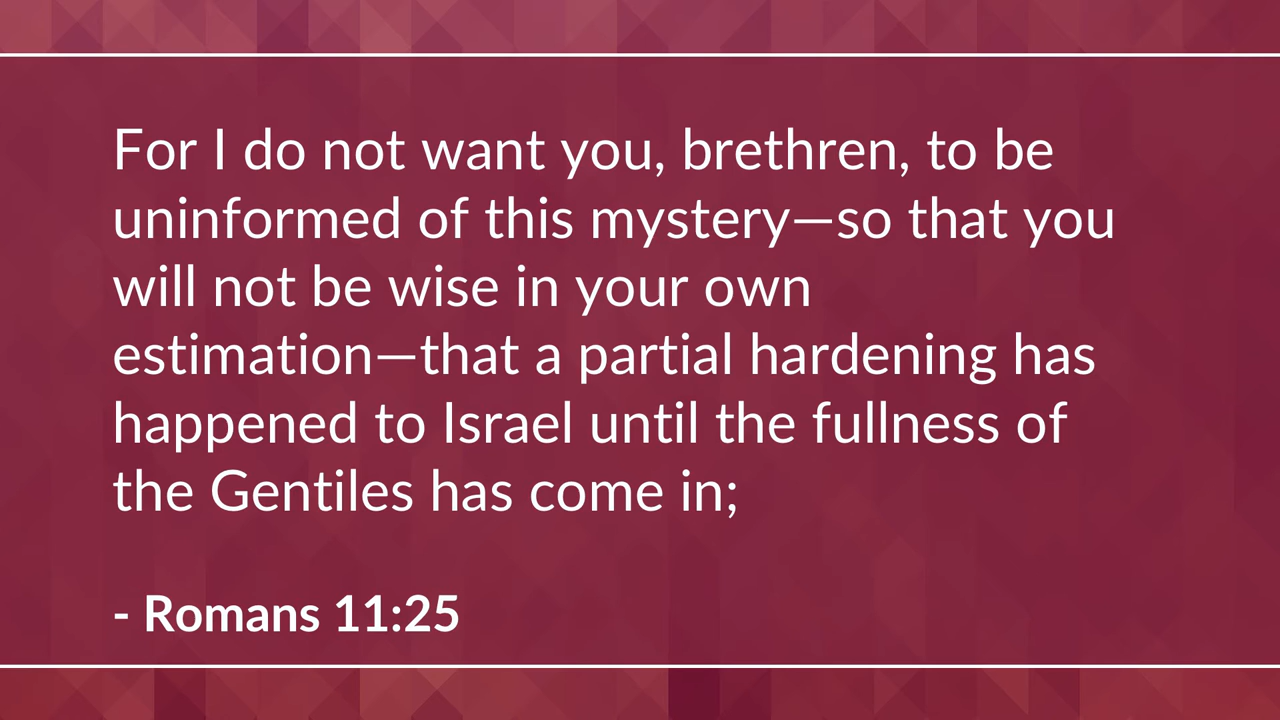 For I do not want you, brethren, to be
uninformed of this mystery—so that you
will not be wise in your own
estimation—that a partial hardening has
happened to Israel until the fullness of
the Gentiles has come in;
- Romans 11:25